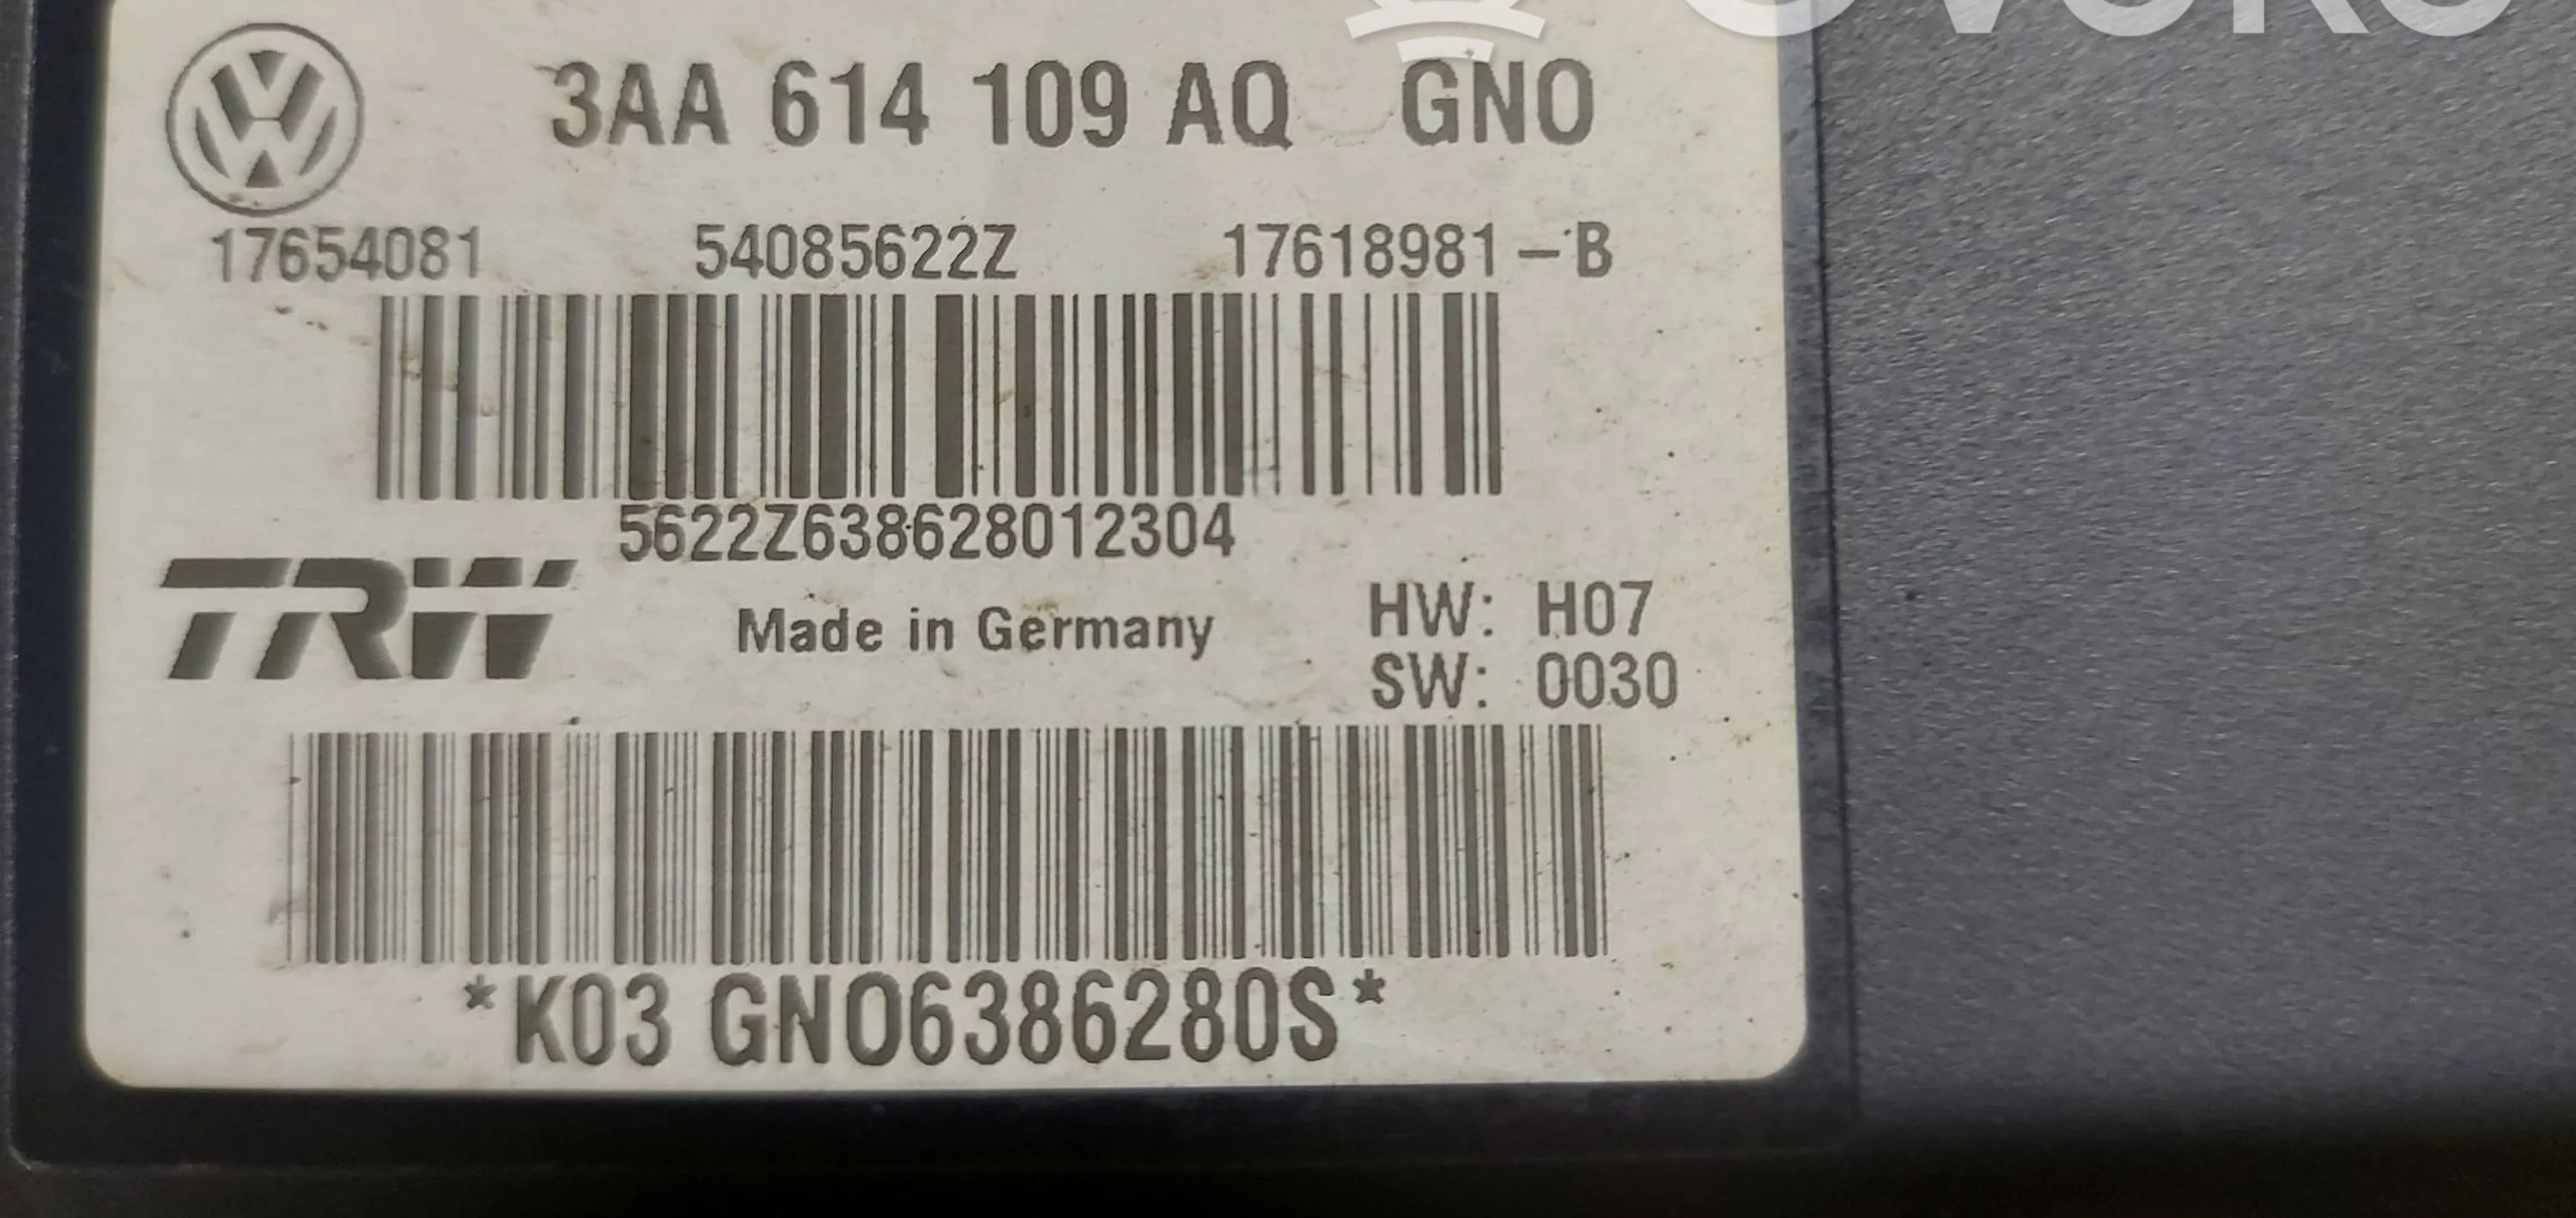 3AA 614 109 AQ GNO
17654081 54085622Z 17618981-B
5622Z638628012304
TRW
Made in Germany
HW: H07
SW: 0030
*K03 GNO6386280S*